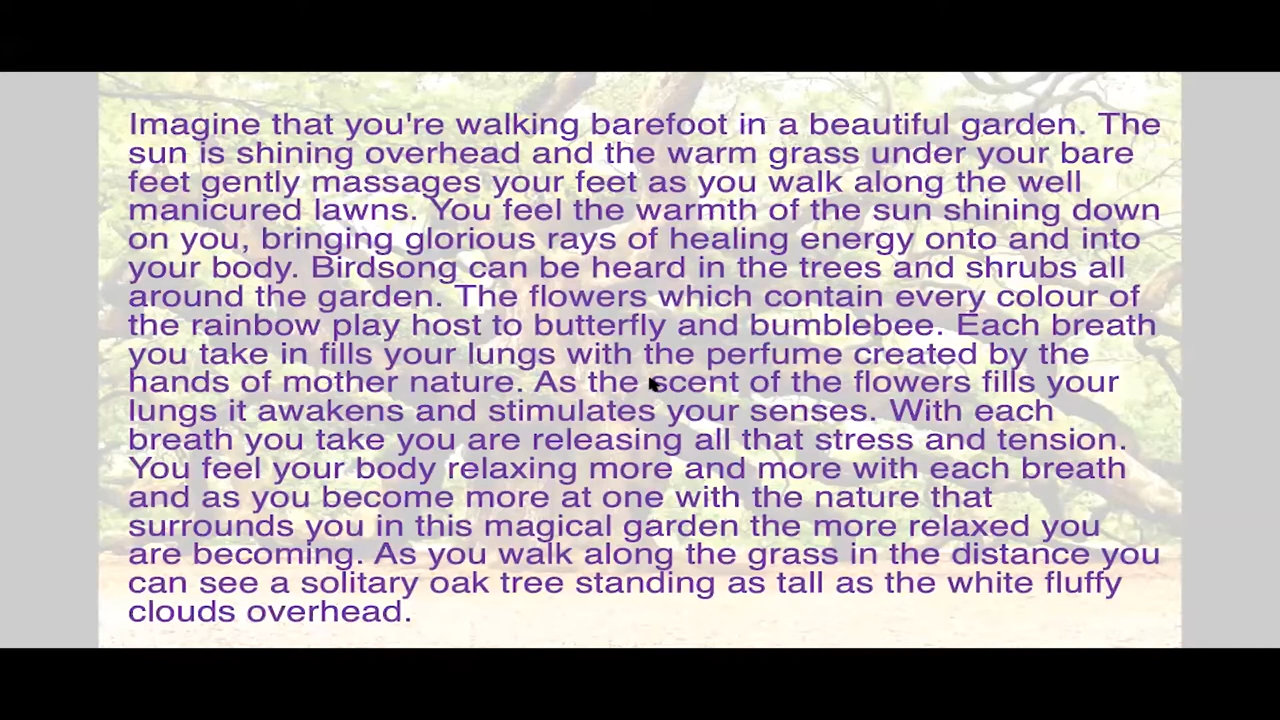 Imagine that you're walking barefoot in a beautiful garden. The
sun is shining overhead and the warm grass under your bare
feet gently massages your feet as you walk along the well
manicured lawns. You feel the warmth of the sun shining down
on you, bringing glorious rays of healing energy onto and into
your body. Birdsong can be heard in the trees and shrubs all
around the garden. The flowers which contain every colour of
the rainbow play host to butterfly and bumblebee. Each breath
you take in fills your lungs with the perfume created by the
hands of mother nature. As the scent of the flowers fills your
lungs it awakens and stimulates your senses. With each
breath you take you are releasing all that stress and tension.
You feel your body relaxing more and more with each breath
and as you become more at one with the nature that
surrounds you in this magical garden the more relaxed you
are becoming. As you walk along the grass in the distance you
can see a solitary oak tree standing as tall as the white fluffy
clouds overhead.